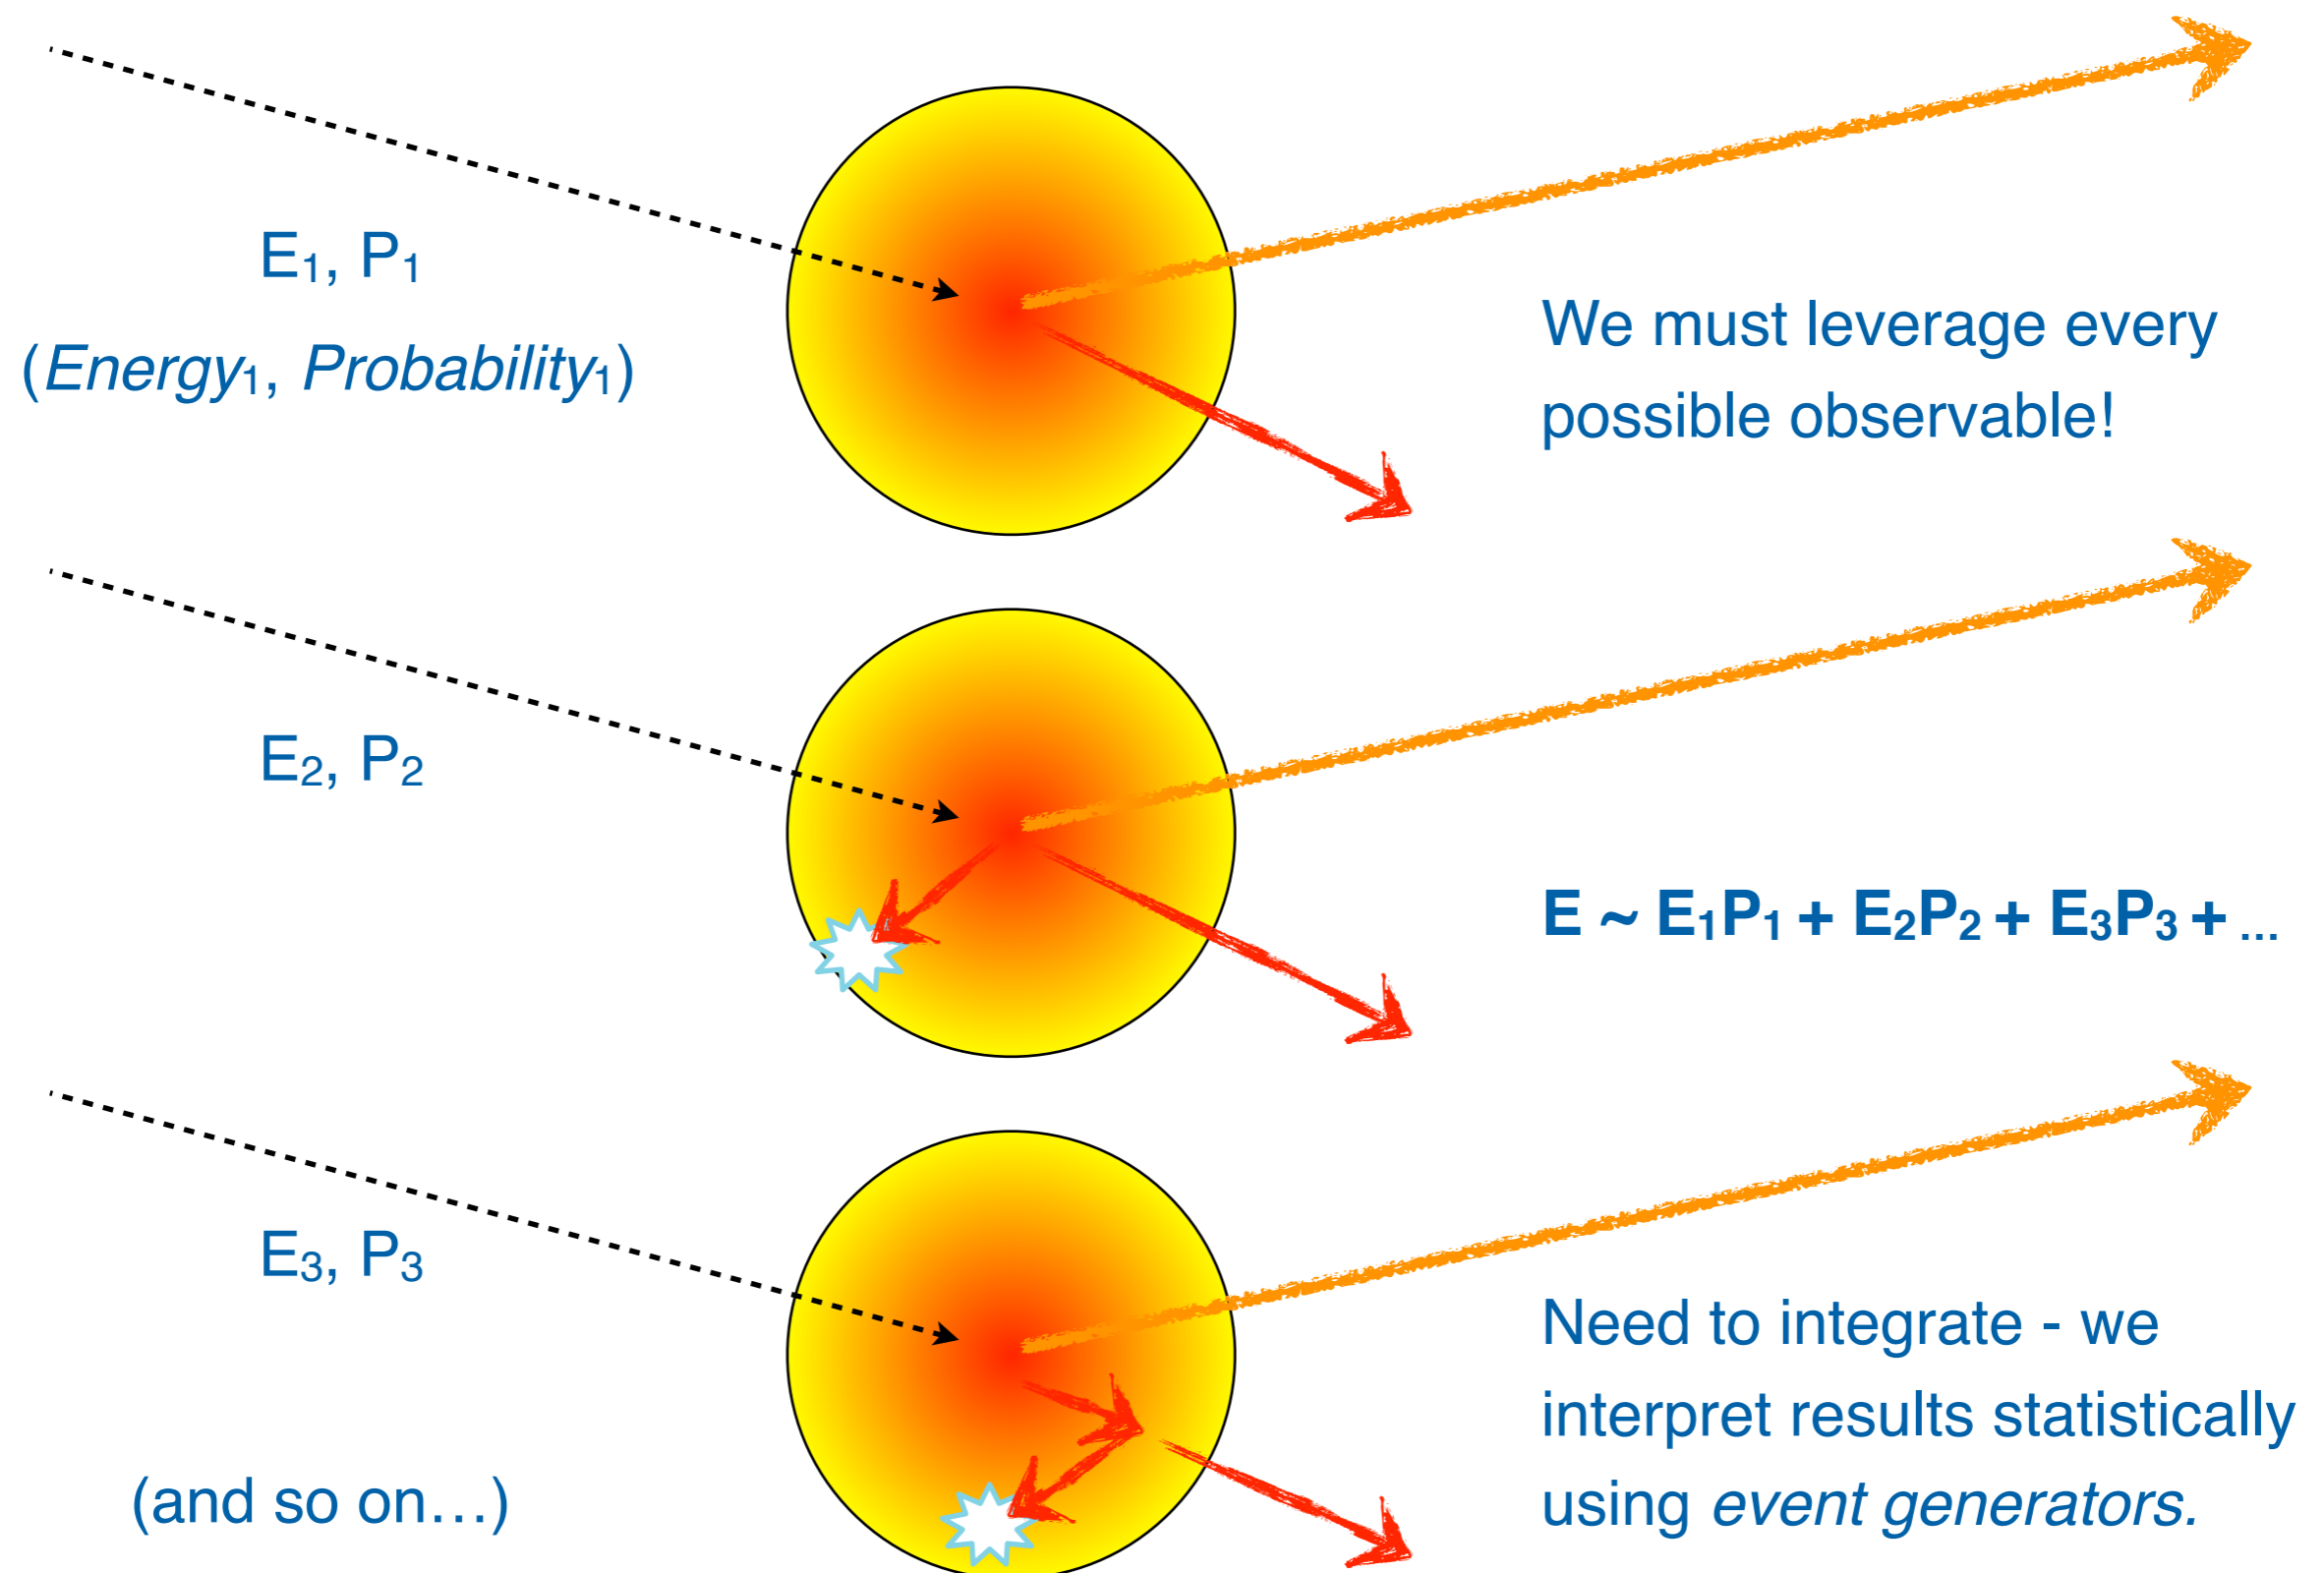 E₁, P₁
(Energy₁, Probability₁)
We must leverage every
possible observable!
E₂, P₂
E ~ E₁P₁ + E₂P₂ + E₃P₃ + ...
E₃, P₃
Need to integrate - we
interpret results statistically
using event generators.
(and so on…)